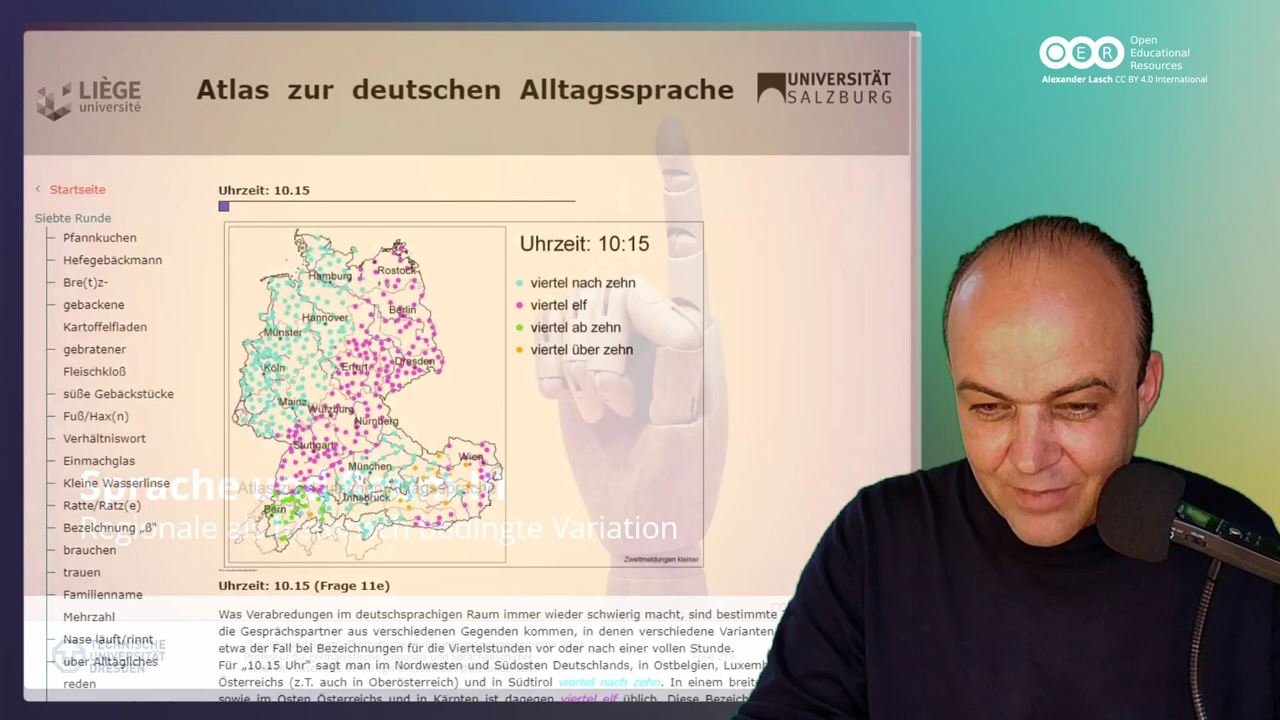 OER
Open
Educational
Resources
Alexander Lasch CC BY 4.0 International
LIÈGE
université
Atlas zur deutschen Alltagssprache
UNIVERSITÄT
SALZBURG
‹ Startseite
Siebte Runde
Pfannkuchen
Hefegebäckmann
Bre(t)z-
gebackene
Kartoffelfladen
gebratener
Fleischkloß
süße Gebäckstücke
Fuß/Hax(n)
Verhältniswort
Einmachglas
Kleine Wasserlinse
Ratte/Ratz(e)
Bezeichnung „ß“
brauchen
trauen
Familienname
Mehrzahl
Nase läuft/rinnt
über Alltägliches
reden
Uhrzeit: 10.15
Uhrzeit: 10:15
viertel nach zehn
viertel elf
viertel ab zehn
viertel über zehn
Hamburg
Rostock
Hannover
Berlin
Münster
Köln
Erfurt
Dresden
Mainz
Würzburg
Nürnberg
Stuttgart
München
Wien
Innsbruck
Bern
Zweitmeldungen kleiner
Sprache
Regionale bedingte Variation
Uhrzeit: 10.15 (Frage 11e)
Was Verabredungen im deutschsprachigen Raum immer wieder schwierig macht, sind bestimmte
die Gesprächspartner aus verschiedenen Gegenden kommen, in denen verschiedene Varianten
etwa der Fall bei Bezeichnungen für die Viertelstunden vor oder nach einer vollen Stunde.
Für „10.15 Uhr“ sagt man im Nordwesten und Südosten Deutschlands, in Ostbelgien,
Österreichs (z.T. auch in Oberösterreich) und in Südtirol viertel nach zehn. In einem
sowie im Osten Österreichs und in Kärnten ist dagegen viertel elf üblich. Diese
TECHNISCHE
UNIVERSITÄT
DRESDEN